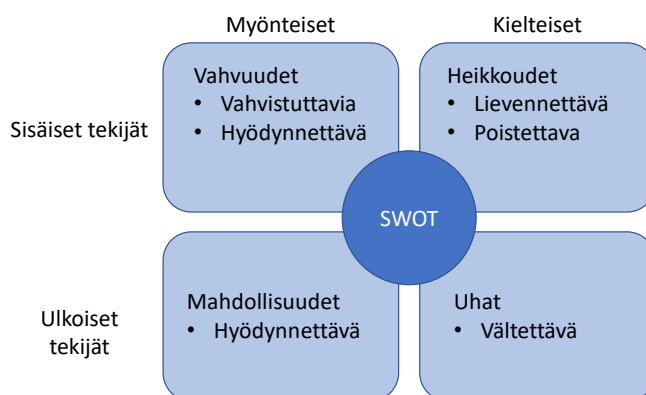 Myönteiset
Kielteiset
Sisäiset tekijät
Vahvuudet
• Vahvistuttavia
• Hyödynnettävä
Heikkoudet
• Lievennettävä
• Poistettava
SWOT
Ulkoiset
tekijät
Mahdollisuudet
• Hyödynnettävä
Uhat
• Vältettävä